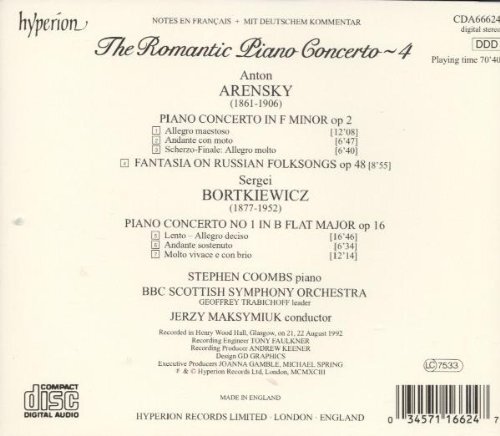 hyperion
NOTES EN FRANÇAIS + MIT DEUTSCHEM KOMMENTAR
CDA66624
digital stereo
DDD
Playing time 70'40
The Romantic Piano Concerto ~ 4
Anton
ARENSKY
(1861-1906)
PIANO CONCERTO IN F MINOR op 2
1 Allegro maestoso [12'08]
2 Andante con moto [6'47]
3 Scherzo-Finale: Allegro molto [6'40]
4 FANTASIA ON RUSSIAN FOLKSONGS op 48 [8'55]
Sergei
BORTKIEWICZ
(1877-1952)
PIANO CONCERTO NO 1 IN B FLAT MAJOR op 16
5 Lento – Allegro deciso [16'46]
6 Andante sostenuto [6'34]
7 Molto vivace e con brio [12'14]
STEPHEN COOMBS piano
BBC SCOTTISH SYMPHONY ORCHESTRA
GEOFFREY TRABICHOFF leader
JERZY MAKSYMIUK conductor
Recorded in Henry Wood Hall, Glasgow, on 21, 22 August 1992
Recording Engineer TONY FAULKNER
Recording Producer ANDREW KEENER
Design GD GRAPHICS
Executive Producers JOANNA GAMBLE, MICHAEL SPRING
℗ & © Hyperion Records Ltd, London, MCMXCIII
LC 7533
COMPACT
disc
DIGITAL AUDIO
MADE IN ENGLAND
HYPERION RECORDS LIMITED · LONDON · ENGLAND
0 34571 16624 7